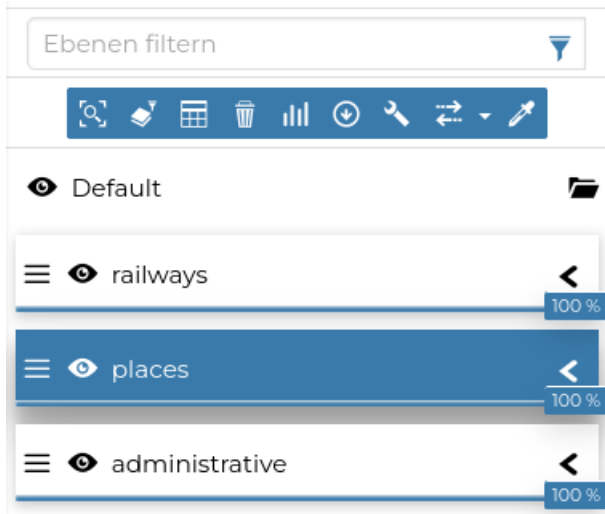 Ebenen filtern
Default
railways
100 %
places
100 %
administrative
100 %